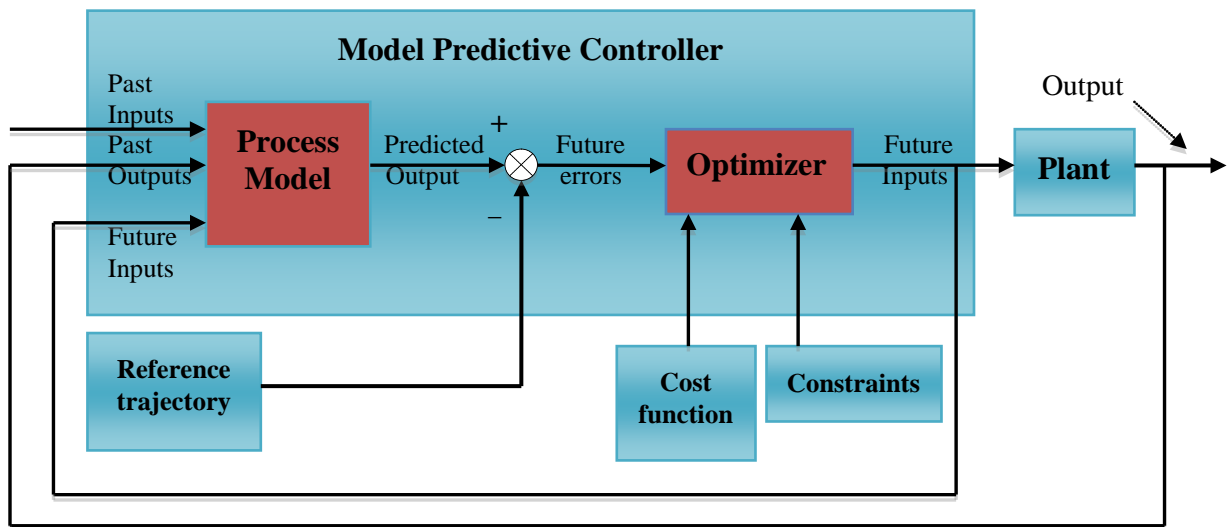 Model Predictive Controller
Past
Inputs
Past
Outputs
Future
Inputs
Process
Model
Predicted
Output
+
−
Future
errors
Optimizer
Future
Inputs
Output
Plant
Reference
trajectory
Cost
function
Constraints